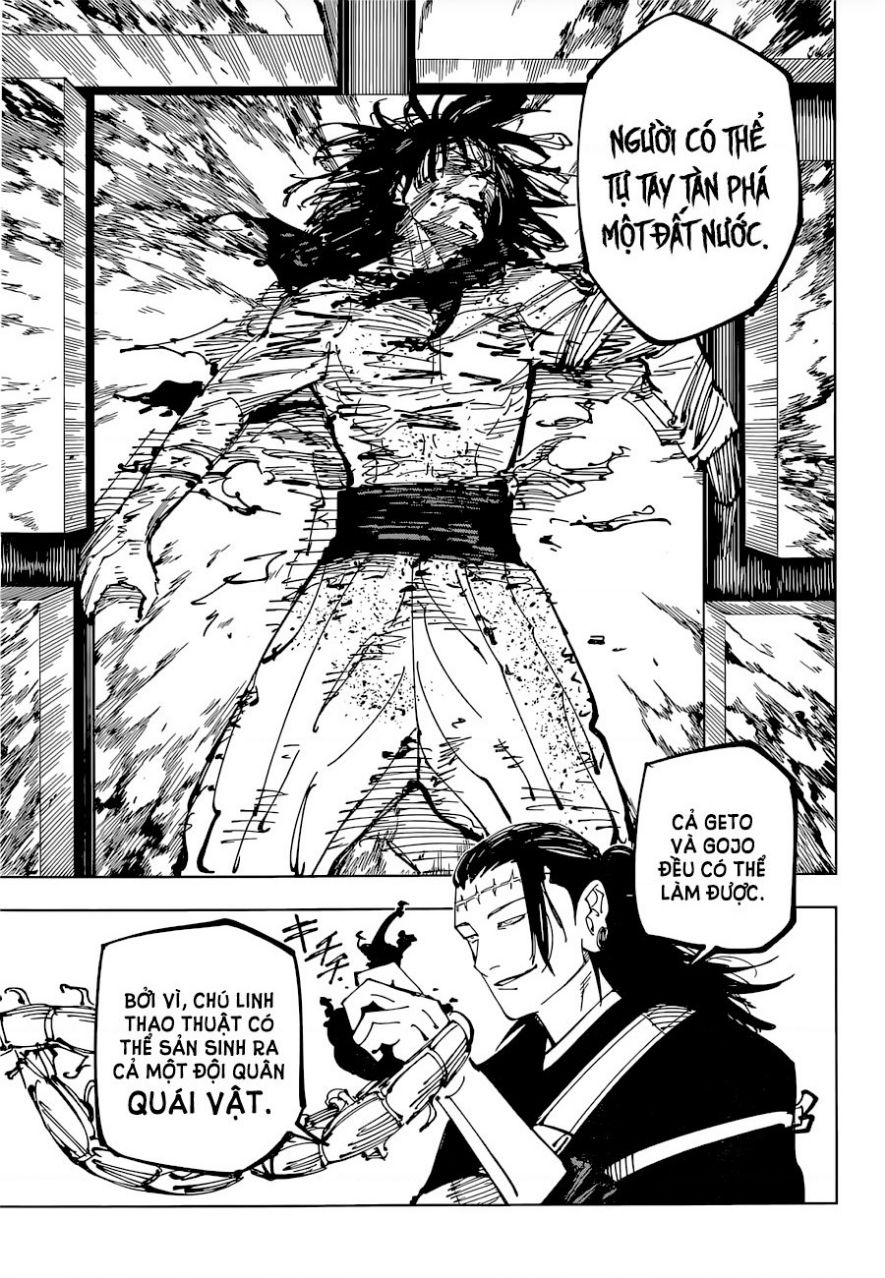 NGƯỜI CÓ THỂ
TỰ TAY TÀN PHÁ
MỘT ĐẤT NƯỚC.
CẢ GETO
VÀ GOJO
ĐỀU CÓ THỂ
LÀM ĐƯỢC.
BỞI VÌ, CHÚ LINH
THAO THUẬT CÓ
THỂ SẢN SINH RA
CẢ MỘT ĐỘI QUÂN
QUÁI VẬT.